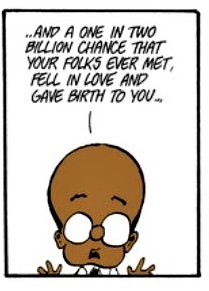 ..AND A ONE IN TWO
BILLION CHANCE THAT
YOUR FOLKS EVER MET,
FELL IN LOVE AND
GAVE BIRTH TO YOU...